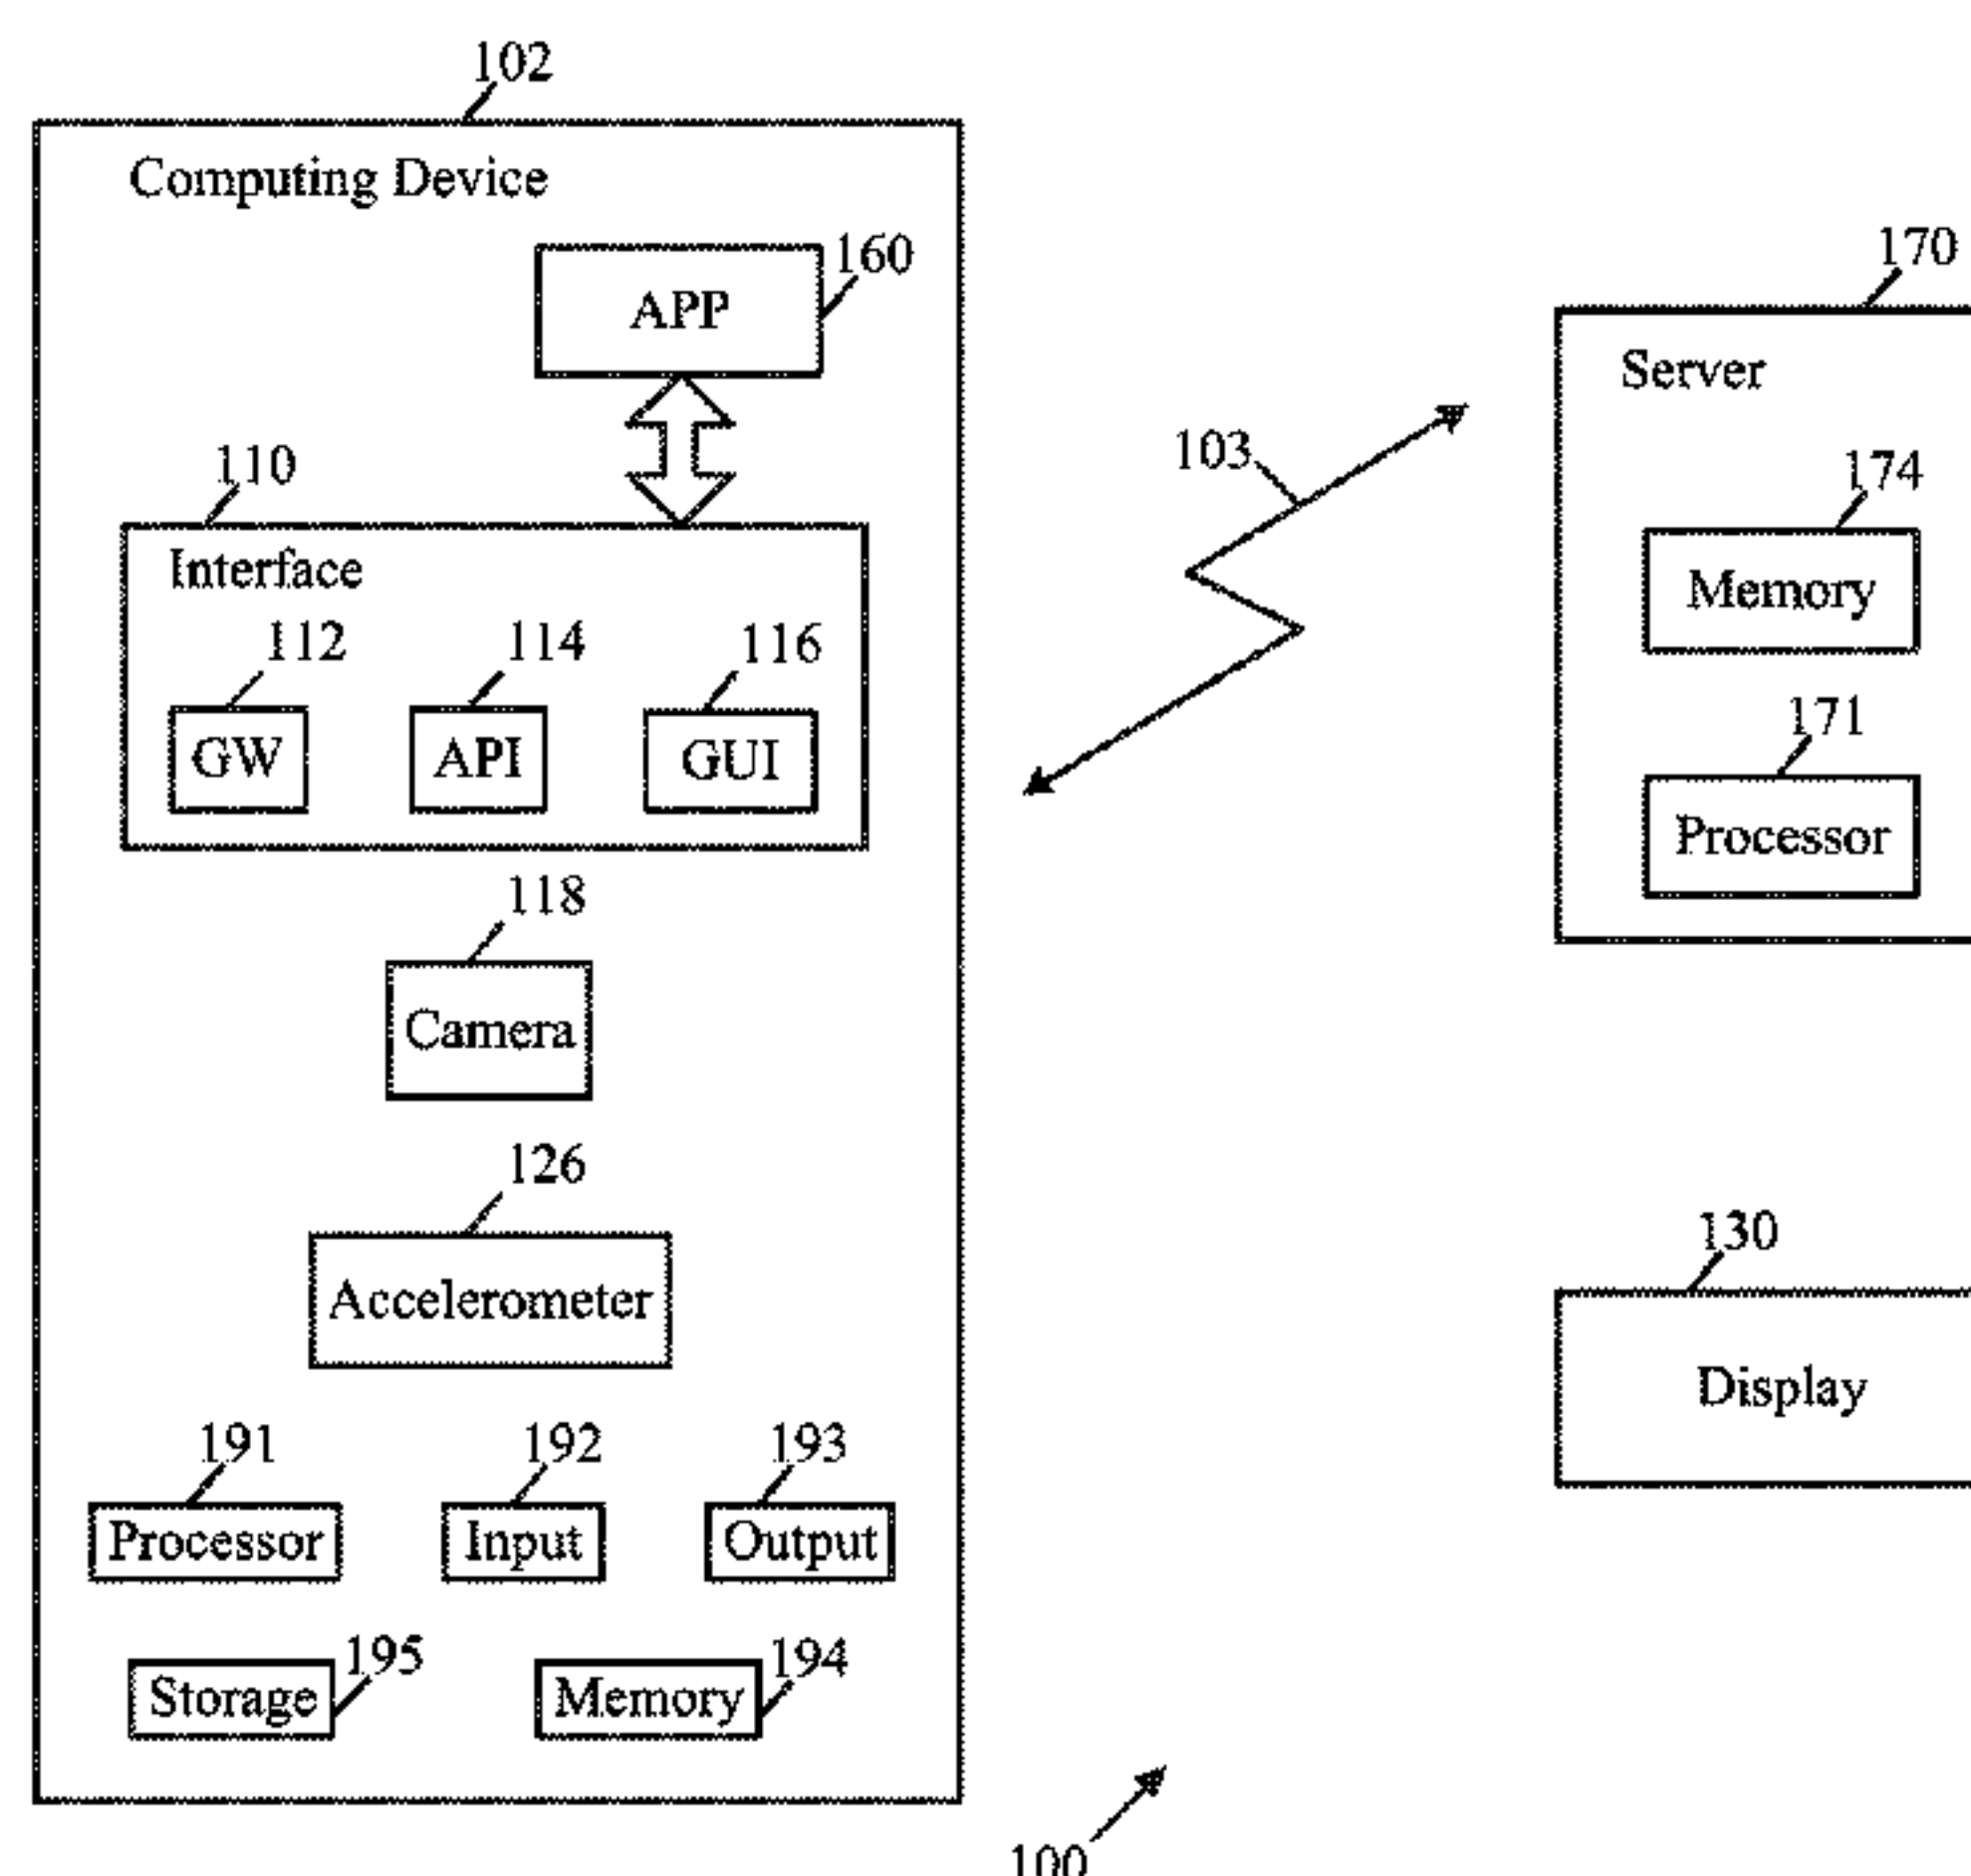 102
Computing Device
160
APP
110
Interface
112 114 116
GW API GUI
118
Camera
126
Accelerometer
191 192 193
Processor Input Output
195 194
Storage Memory
103
170
Server
174
Memory
171
Processor
130
Display
100